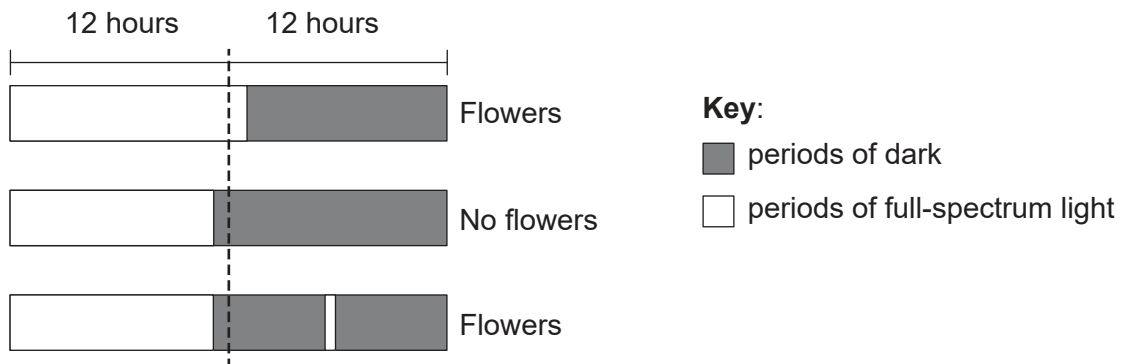 12 hours 12 hours
Flowers
No flowers
Flowers
Key:
periods of dark
periods of full-spectrum light